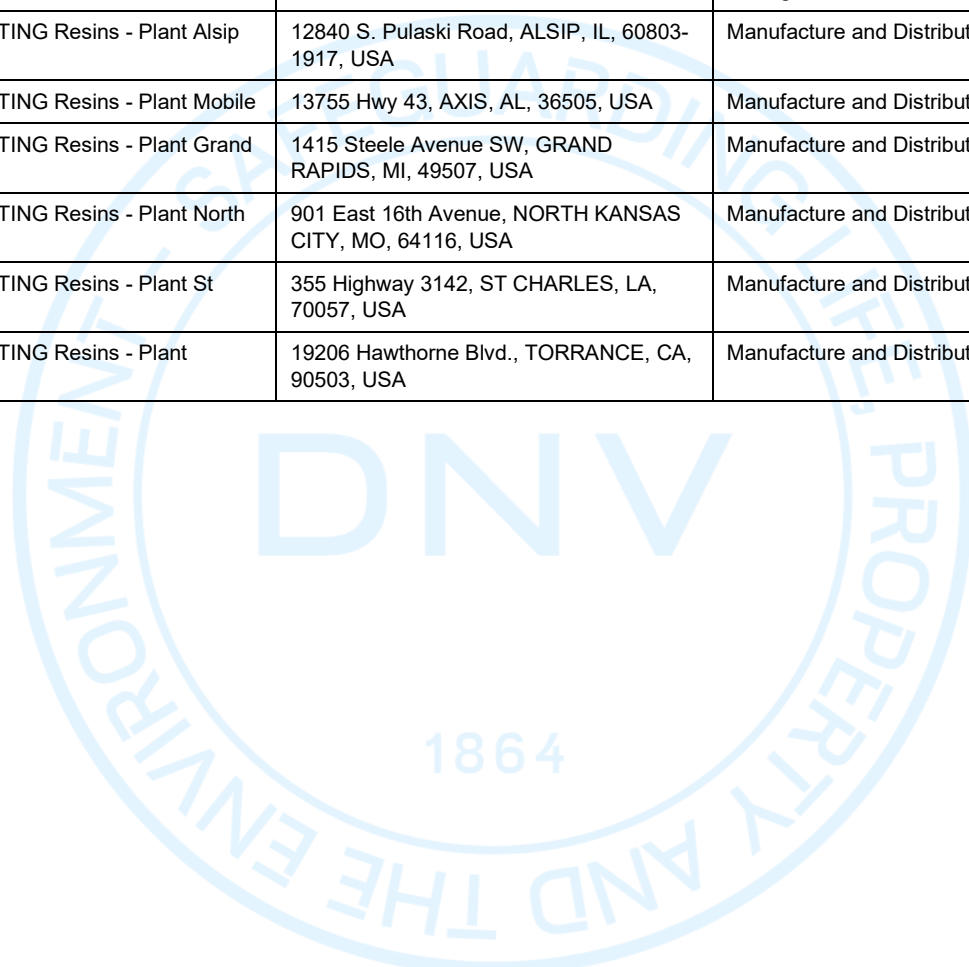 TING Resins - Plant Alsip
12840 S. Pulaski Road, ALSIP, IL, 60803-
1917, USA
Manufacture and Distribut
TING Resins - Plant Mobile
13755 Hwy 43, AXIS, AL, 36505, USA
Manufacture and Distribut
TING Resins - Plant Grand
1415 Steele Avenue SW, GRAND
RAPIDS, MI, 49507, USA
Manufacture and Distribut
TING Resins - Plant North
901 East 16th Avenue, NORTH KANSAS
CITY, MO, 64116, USA
Manufacture and Distribut
TING Resins - Plant St
355 Highway 3142, ST CHARLES, LA,
70057, USA
Manufacture and Distribut
TING Resins - Plant
19206 Hawthorne Blvd., TORRANCE, CA,
90503, USA
Manufacture and Distribut
SAFEGUARDING LIFE, PROPERTY AND THE ENVIRONMENT -
DNV
1864